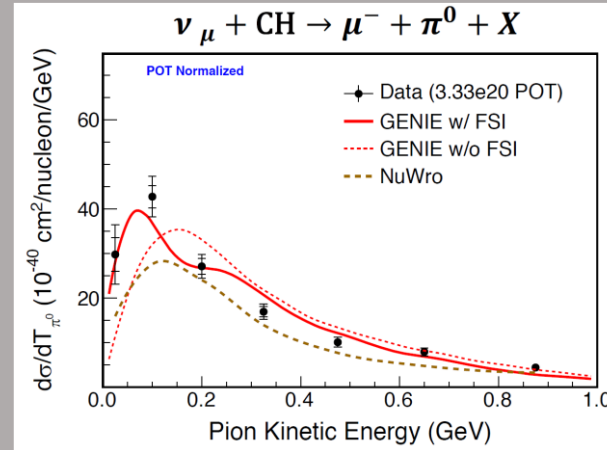 ν μ + CH → μ⁻ + π⁰ + X
POT Normalized
Data (3.33e20 POT)
GENIE w/ FSI
GENIE w/o FSI
NuWro
dσ/dT_π⁰ (10⁻⁴⁰ cm²/nucleon/GeV)
60
40
20
0.0 0.2 0.4 0.6 0.8 1.0
Pion Kinetic Energy (GeV)